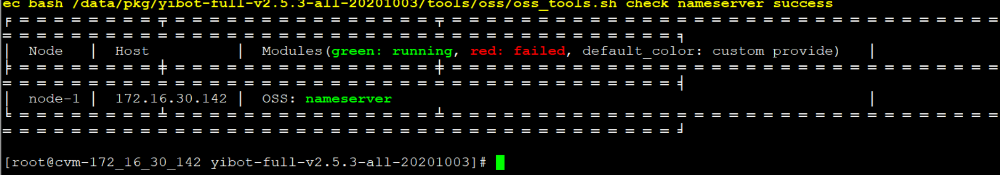 ec bash /data/pkg/yibot-full-v2.5.3-all-20201003/tools/oss/oss_tools.sh check nameserver success
│ Node │ Host │ Modules(green: running, red: failed, default_color: custom provide) │
│ node-1 │ 172.16.30.142 │ OSS: nameserver │
[root@cvm-172_16_30_142 yibot-full-v2.5.3-all-20201003]#